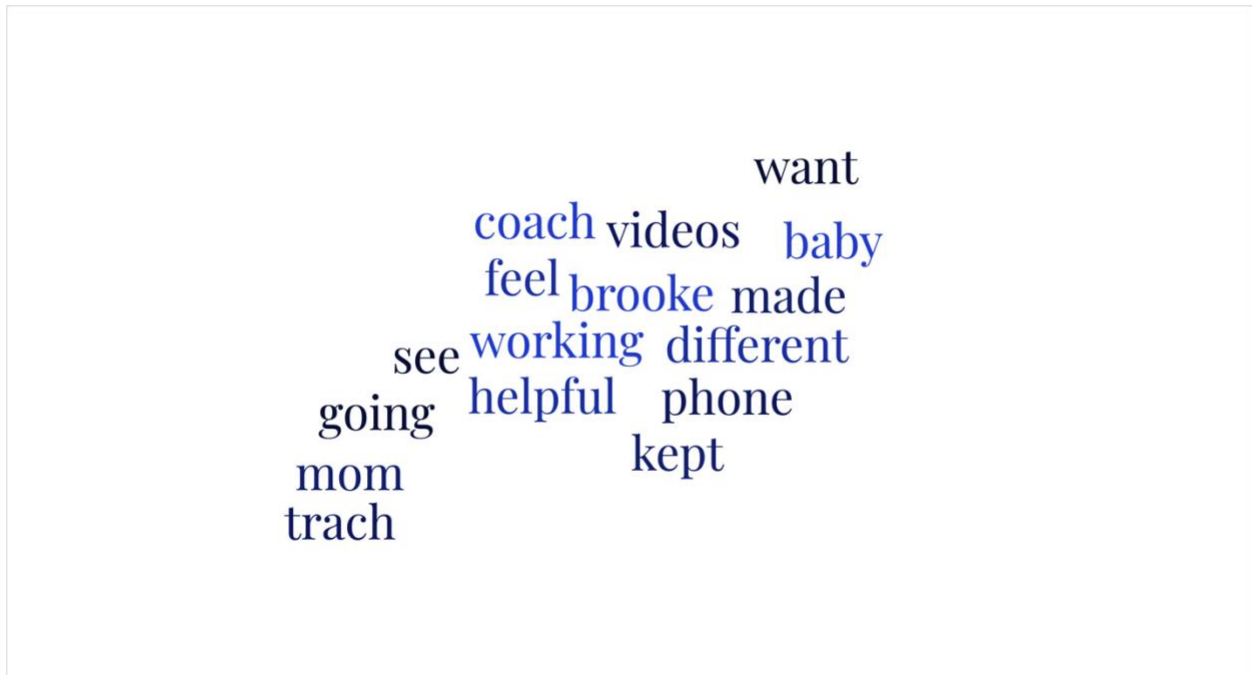 want
coach videos baby
feel brooke made
see working different
going helpful phone
kept
mom
trach